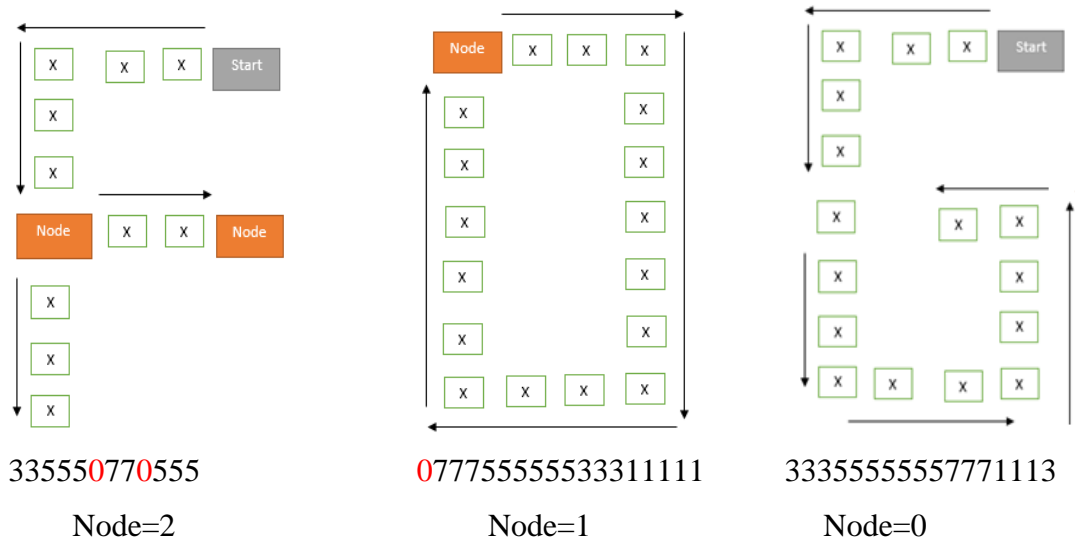 X X X Start
X
X
Node X X Node
X
X
X
335550770555
Node=2
Node X X X
X X
X X
X X
X X
X X
X X X X
077755555533311111
Node=1
X X X Start
X
X
X X X
X X
X X
X X X X
33355555557771113
Node=0